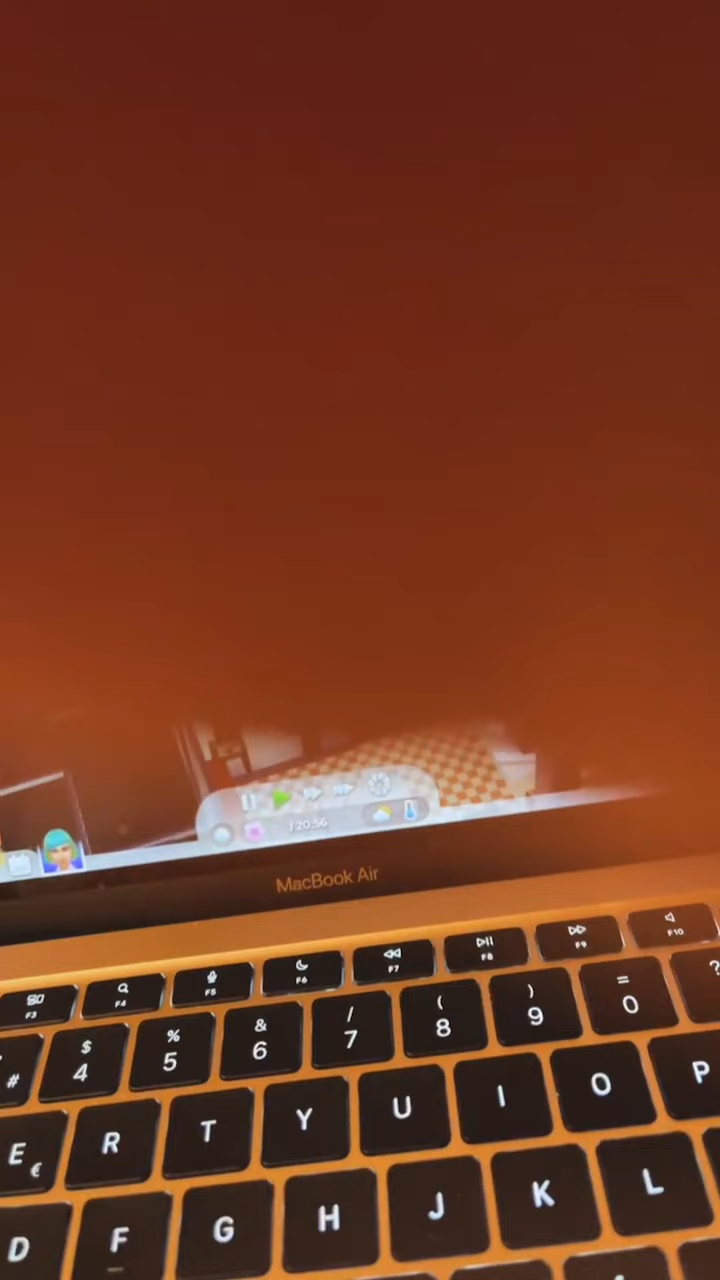 20:56
MacBook Air
F3 F4 F5 F6 F7 F8 F9 F10
# $ 4 % 5 & 6 / 7 ( 8 ) 9 = 0 ?
E € R T Y U I O P
D F G H J K L